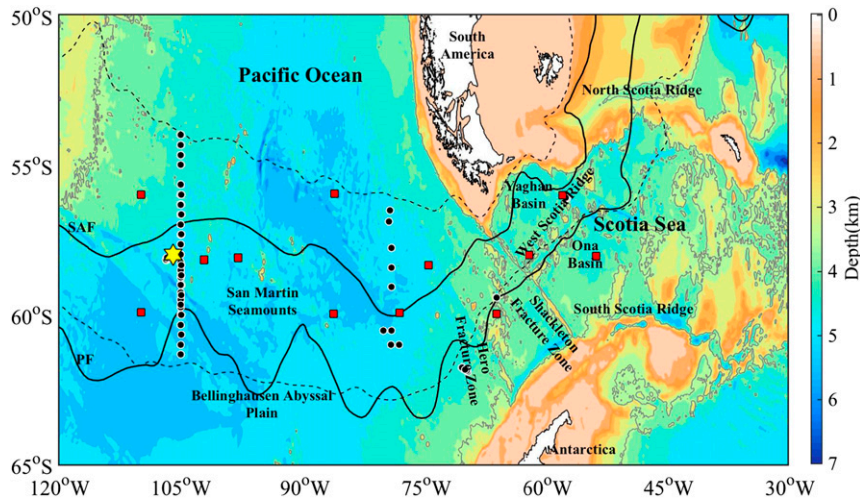 50°S
55°S
60°S
65°S
120°W
105°W
90°W
75°W
60°W
45°W
30°W
Pacific Ocean
South
America
North Scotia Ridge
Yaghan
Basin
West Scotia Ridge
Scotia Sea
Ona
Basin
SAF
San Martin
Seamounts
South Scotia Ridge
Shackleton
Fracture Zone
Hero
Fracture Zone
PF
Bellinghausen Abyssal
Plain
Antarctica
0
1
2
3
4
5
6
7
Depth(km)